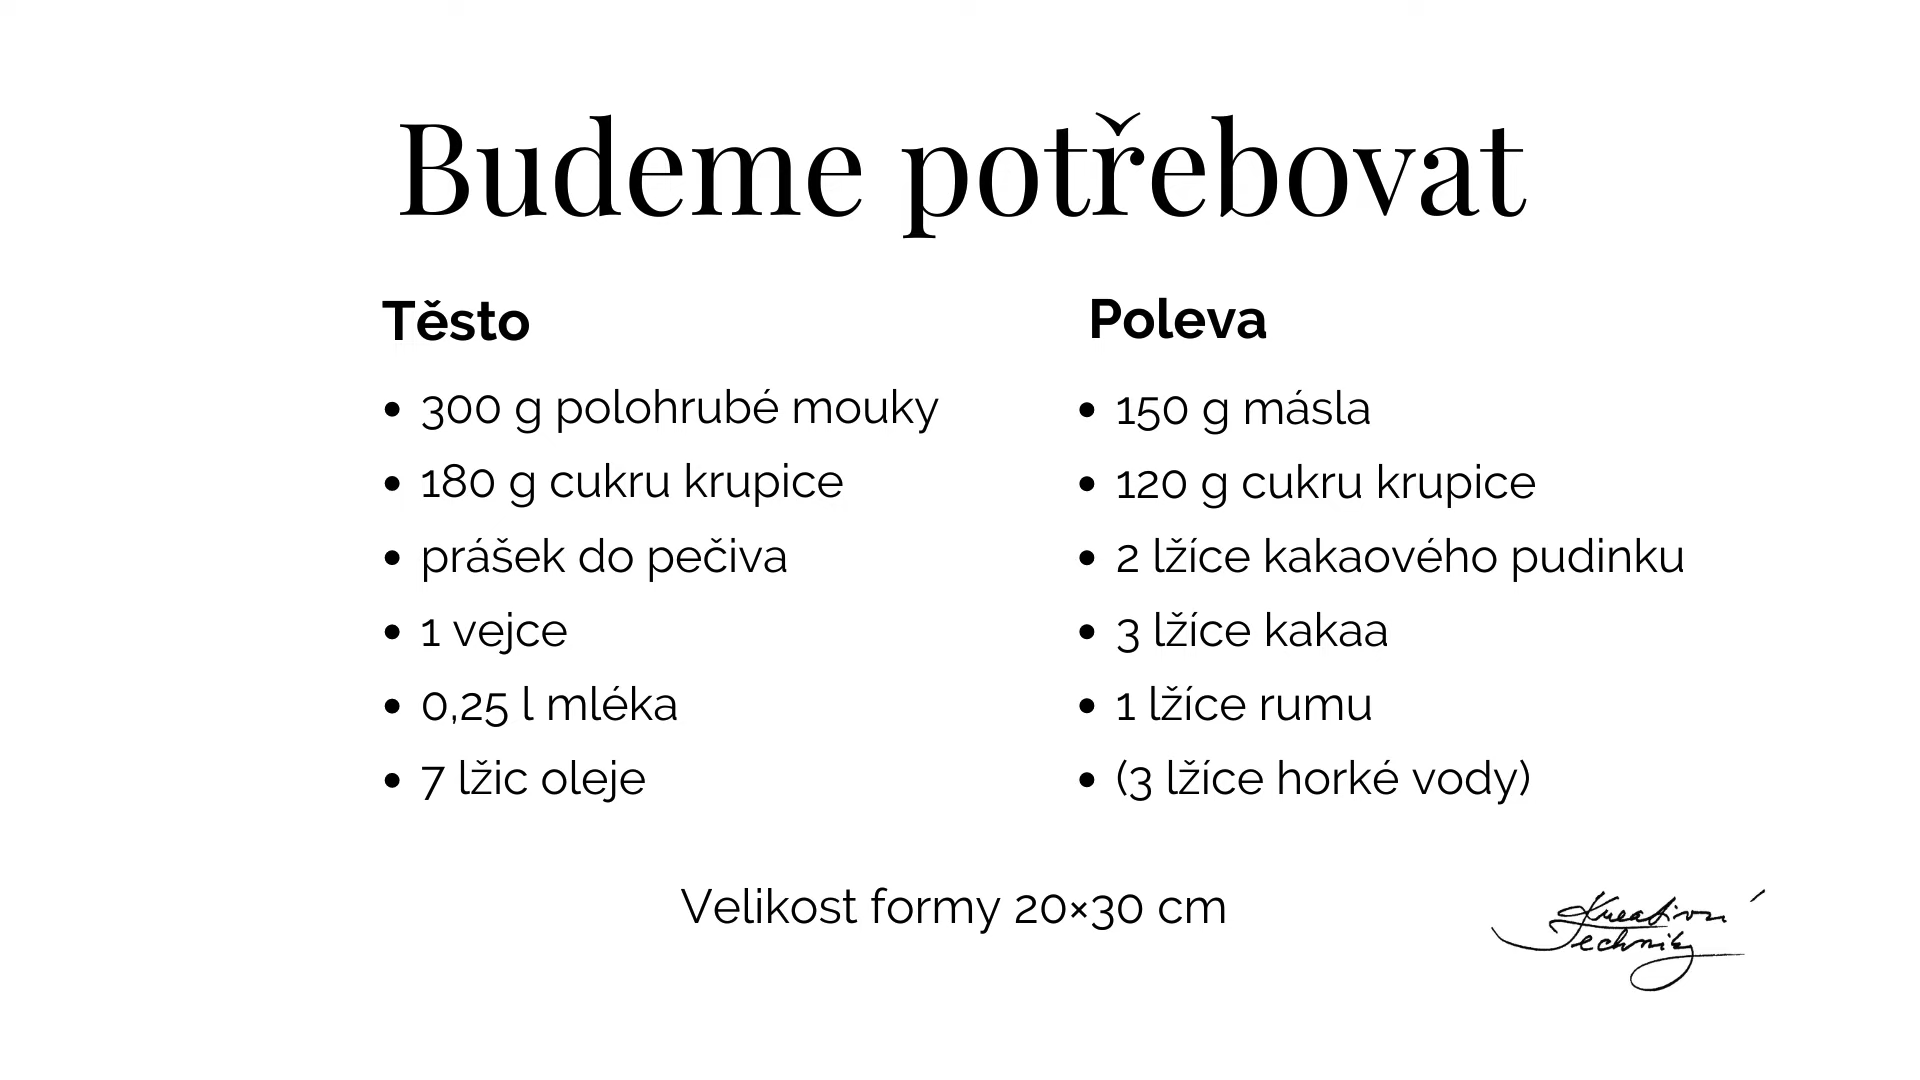 Budeme potřebovat
Těsto
• 300 g polohrubé mouky
• 180 g cukru krupice
• prášek do pečiva
• 1 vejce
• 0,25 l mléka
• 7 lžic oleje
Poleva
• 150 g másla
• 120 g cukru krupice
• 2 lžíce kakaového pudinku
• 3 lžíce kakaa
• 1 lžíce rumu
• (3 lžíce horké vody)
Velikost formy 20×30 cm
Kreativní
Techniky